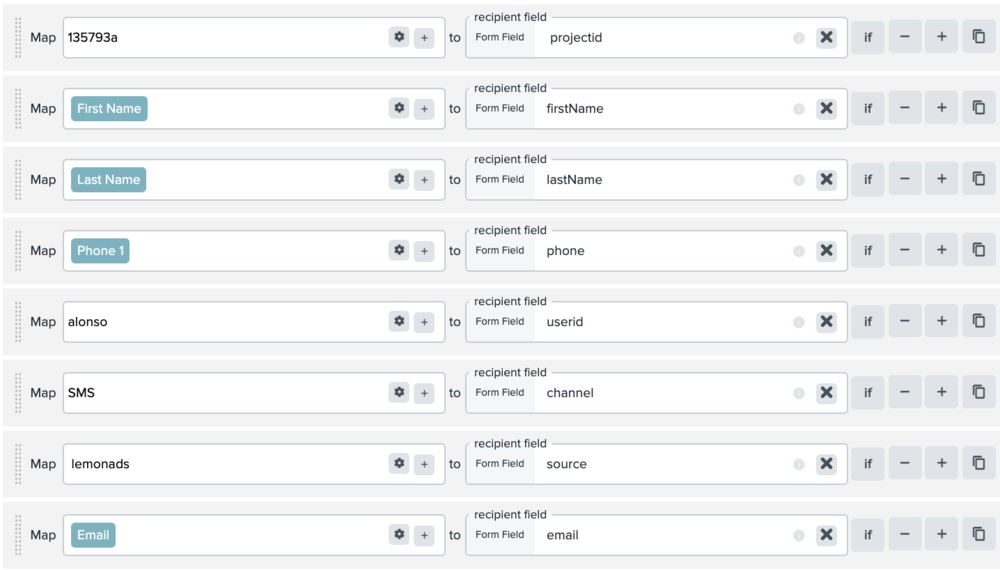 Map 135793a + to recipient field Form Field projectid if − +
Map First Name + to recipient field Form Field firstName if − +
Map Last Name + to recipient field Form Field lastName if − +
Map Phone 1 + to recipient field Form Field phone if − +
Map alonso + to recipient field Form Field userid if − +
Map SMS + to recipient field Form Field channel if − +
Map lemonads + to recipient field Form Field source if − +
Map Email + to recipient field Form Field email if − +